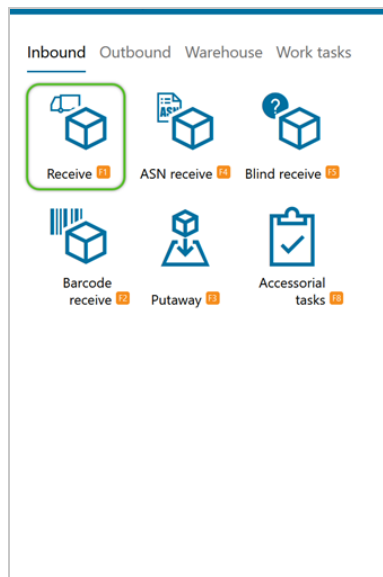 Inbound Outbound Warehouse Work tasks
ASN
?
Receive F1 ASN receive F4 Blind receive F5
Barcode
receive F2 Putaway F3 Accessorial
tasks F8